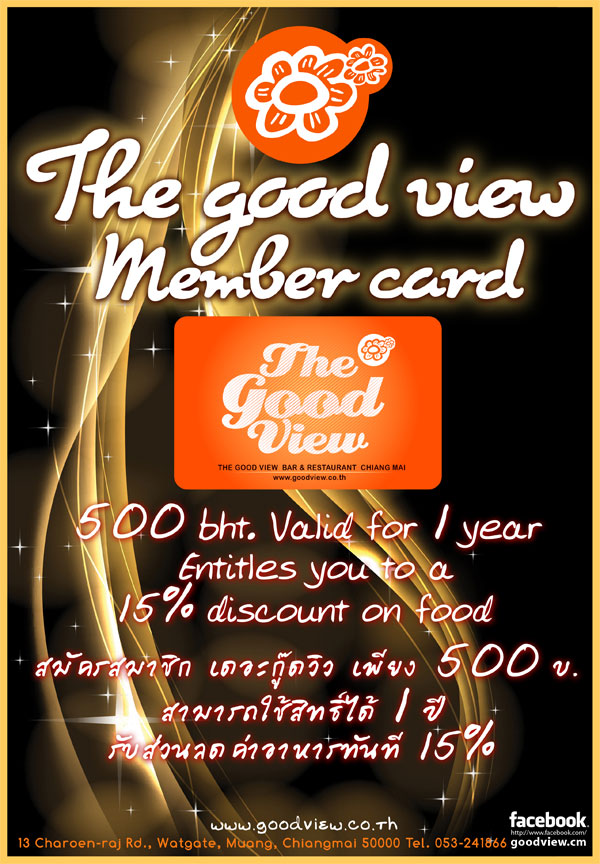 The good view
Member card
The
Good
View
THE GOOD VIEW BAR & RESTAURANT CHIANG MAI
www.goodview.co.th
500 bht. Valid for 1 year
Entitles you to a
15% discount on food
สมัครสมาชิก เดอะกู๊ดวิว เพียง 500 บ.
สามารถใช้สิทธิ์ได้ 1 ปี
รับส่วนลดค่าอาหารทันที 15%
www.goodview.co.th
13 Charoen-raj Rd., Watgate, Muang, Chiangmai 50000 Tel. 053-241866
facebook
http://www.facebook.com/
goodview.cm